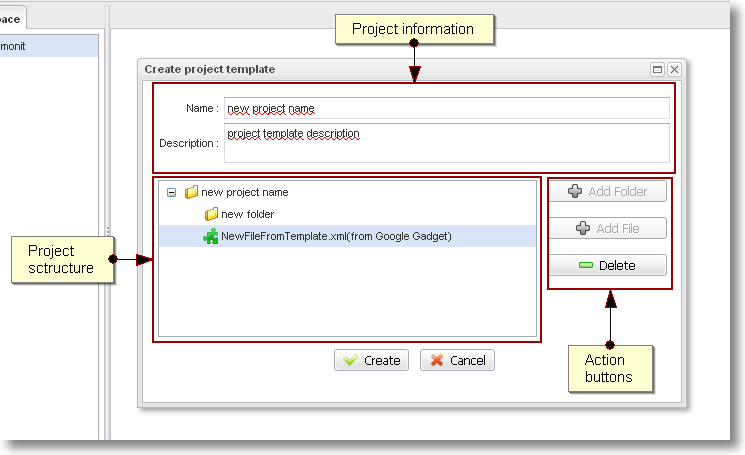 pace
monit
Project information
Create project template
Name :
new project name
Description :
project template description
new project name
new folder
NewFileFromTemplate.xml(from Google Gadget)
Add Folder
Add File
Delete
Project
sctructure
Create
Cancel
Action
buttons